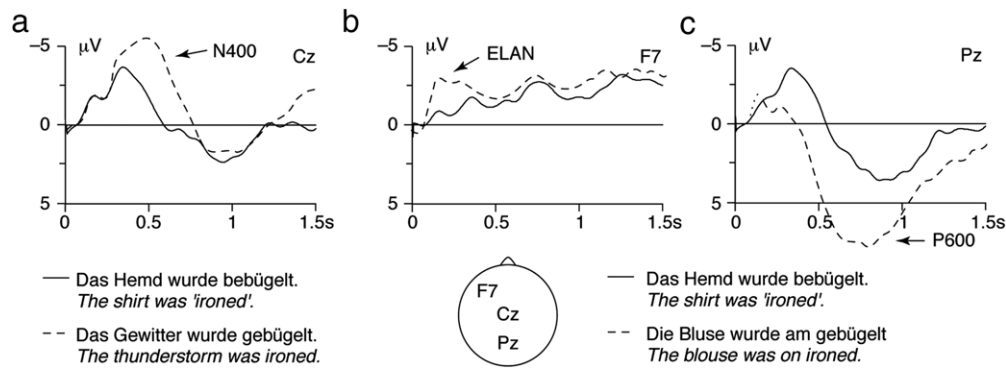 a
b
c
-5
µV
N400
Cz
0
5
0
0.5
1
1.5s
-5
µV
ELAN
F7
0
5
0
0.5
1
1.5s
-5
µV
Pz
0
5
0
0.5
1
1.5s
P600
Das Hemd wurde bebügelt.
The shirt was 'ironed'.
Das Gewitter wurde gebügelt.
The thunderstorm was ironed.
F7
Cz
Pz
Das Hemd wurde bebügelt.
The shirt was 'ironed'.
Die Bluse wurde am gebügelt
The blouse was on ironed.